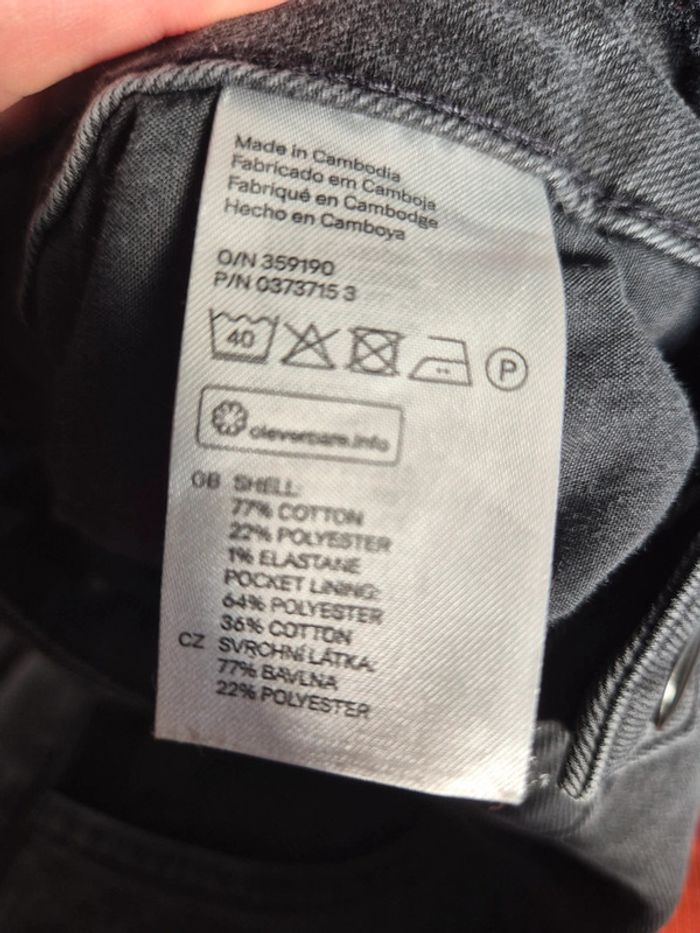 Made in Cambodia
Fabricado em Camboja
Fabriqué en Cambodge
Hecho en Camboya
O/N 359190
P/N 0373715 3
40
P
clevercare.info
GB SHELL:
77% COTTON
22% POLYESTER
1% ELASTANE
POCKET LINING:
64% POLYESTER
36% COTTON
CZ SVRCHNÍ LÁTKA:
77% BAVLNA
22% POLYESTER